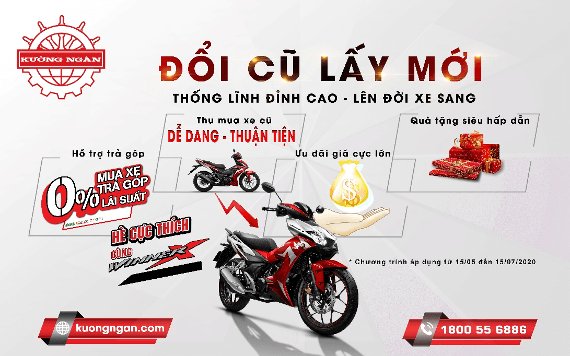 KƯỜNG NGÂN
ĐỔI CŨ LẤY MỚI
THỐNG LĨNH ĐỈNH CAO - LÊN ĐỜI XE SANG
Thu mua xe cũ
DỄ DANG - THUẬN TIỆN
Quà tặng siêu hấp dẫn
Hỗ trợ trả góp
Ưu đãi giá cực lớn
0% MUA XE
TRẢ GÓP
LÃI SUẤT
HÈ CỰC THÍCH
CÙNG
WINNER X
* Chương trình áp dụng từ 15/05 đến 15/07/2020
kuongngan.com
1800 55 6886